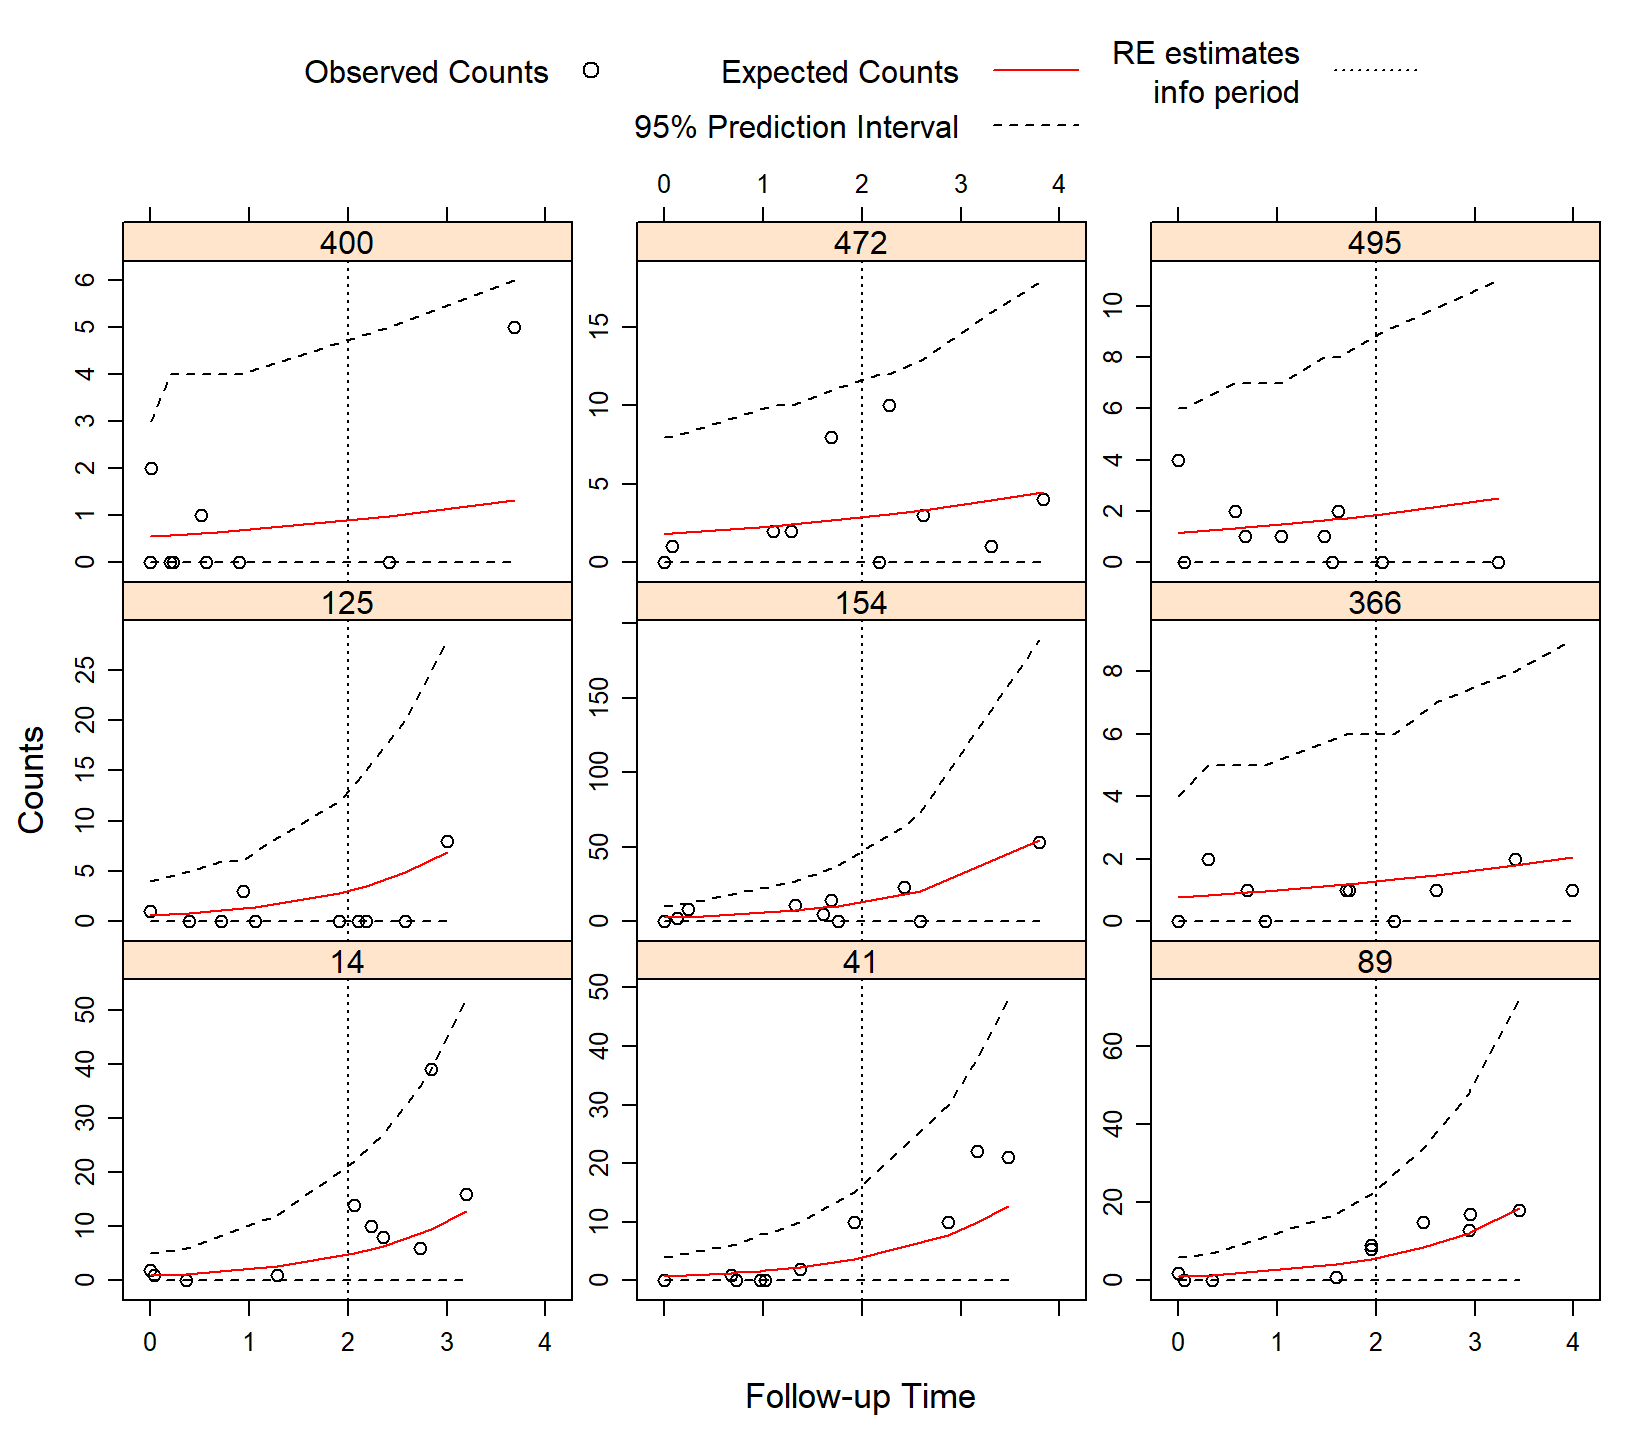 Observed Counts
Expected Counts
RE estimates
info period
95% Prediction Interval
0 1 2 3 4
400 472 495
0 1 2 3 4 5 6
0 5 10 15
0 2 4 6 8 10
125 154 366
0 5 10 15 20 25
0 50 100 150
0 2 4 6 8
14 41 89
0 10 20 30 40 50
0 10 20 30 40 50
0 20 40 60
0 1 2 3 4
0 1 2 3 4
Counts
Follow-up Time